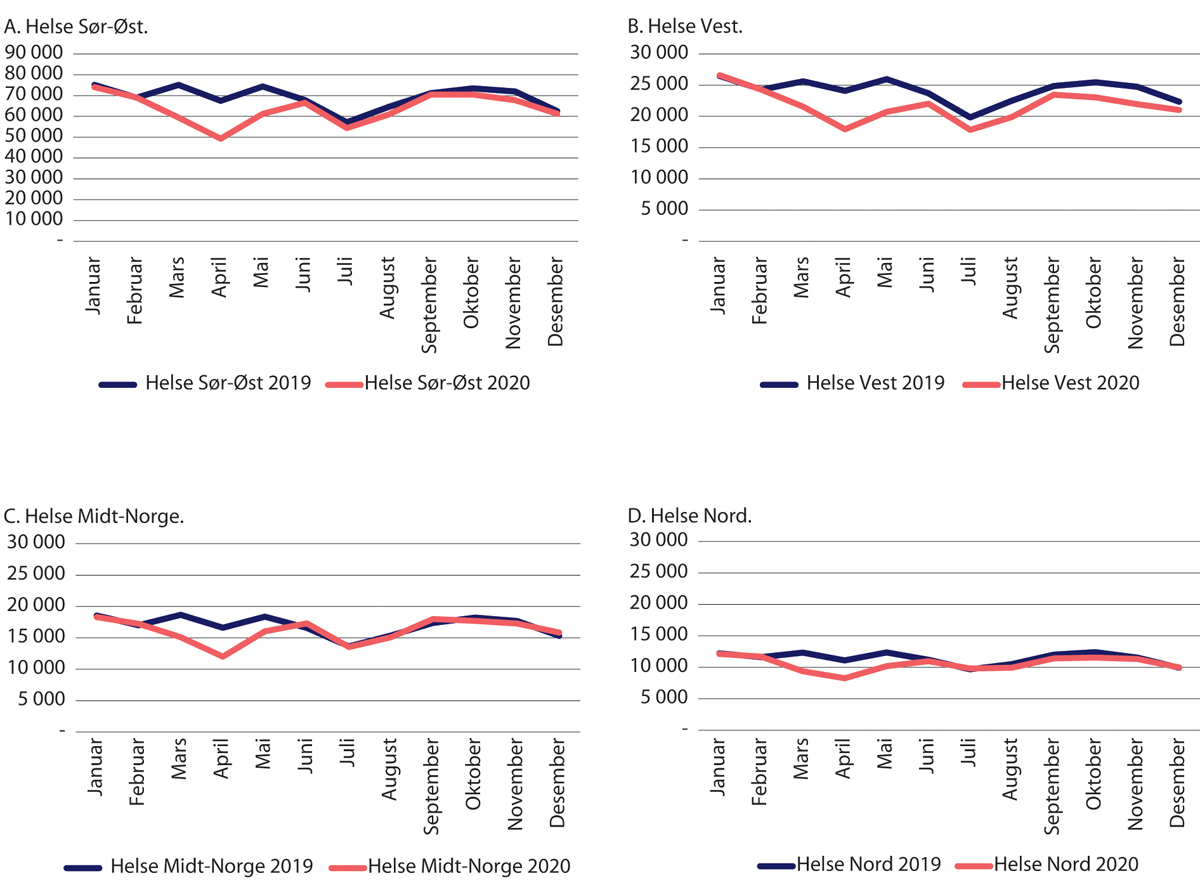 A. Helse Sør-Øst.
90 000
80 000
70 000
60 000
50 000
40 000
30 000
20 000
10 000
-
Januar
Februar
Mars
April
Mai
Juni
Juli
August
September
Oktober
November
Desember
Helse Sør-Øst 2019
Helse Sør-Øst 2020
B. Helse Vest.
30 000
25 000
20 000
15 000
10 000
5 000
-
Januar
Februar
Mars
April
Mai
Juni
Juli
August
September
Oktober
November
Desember
Helse Vest 2019
Helse Vest 2020
C. Helse Midt-Norge.
30 000
25 000
20 000
15 000
10 000
5 000
-
Januar
Februar
Mars
April
Mai
Juni
Juli
August
September
Oktober
November
Desember
Helse Midt-Norge 2019
Helse Midt-Norge 2020
D. Helse Nord.
30 000
25 000
20 000
15 000
10 000
5 000
-
Januar
Februar
Mars
April
Mai
Juni
Juli
August
September
Oktober
November
Desember
Helse Nord 2019
Helse Nord 2020